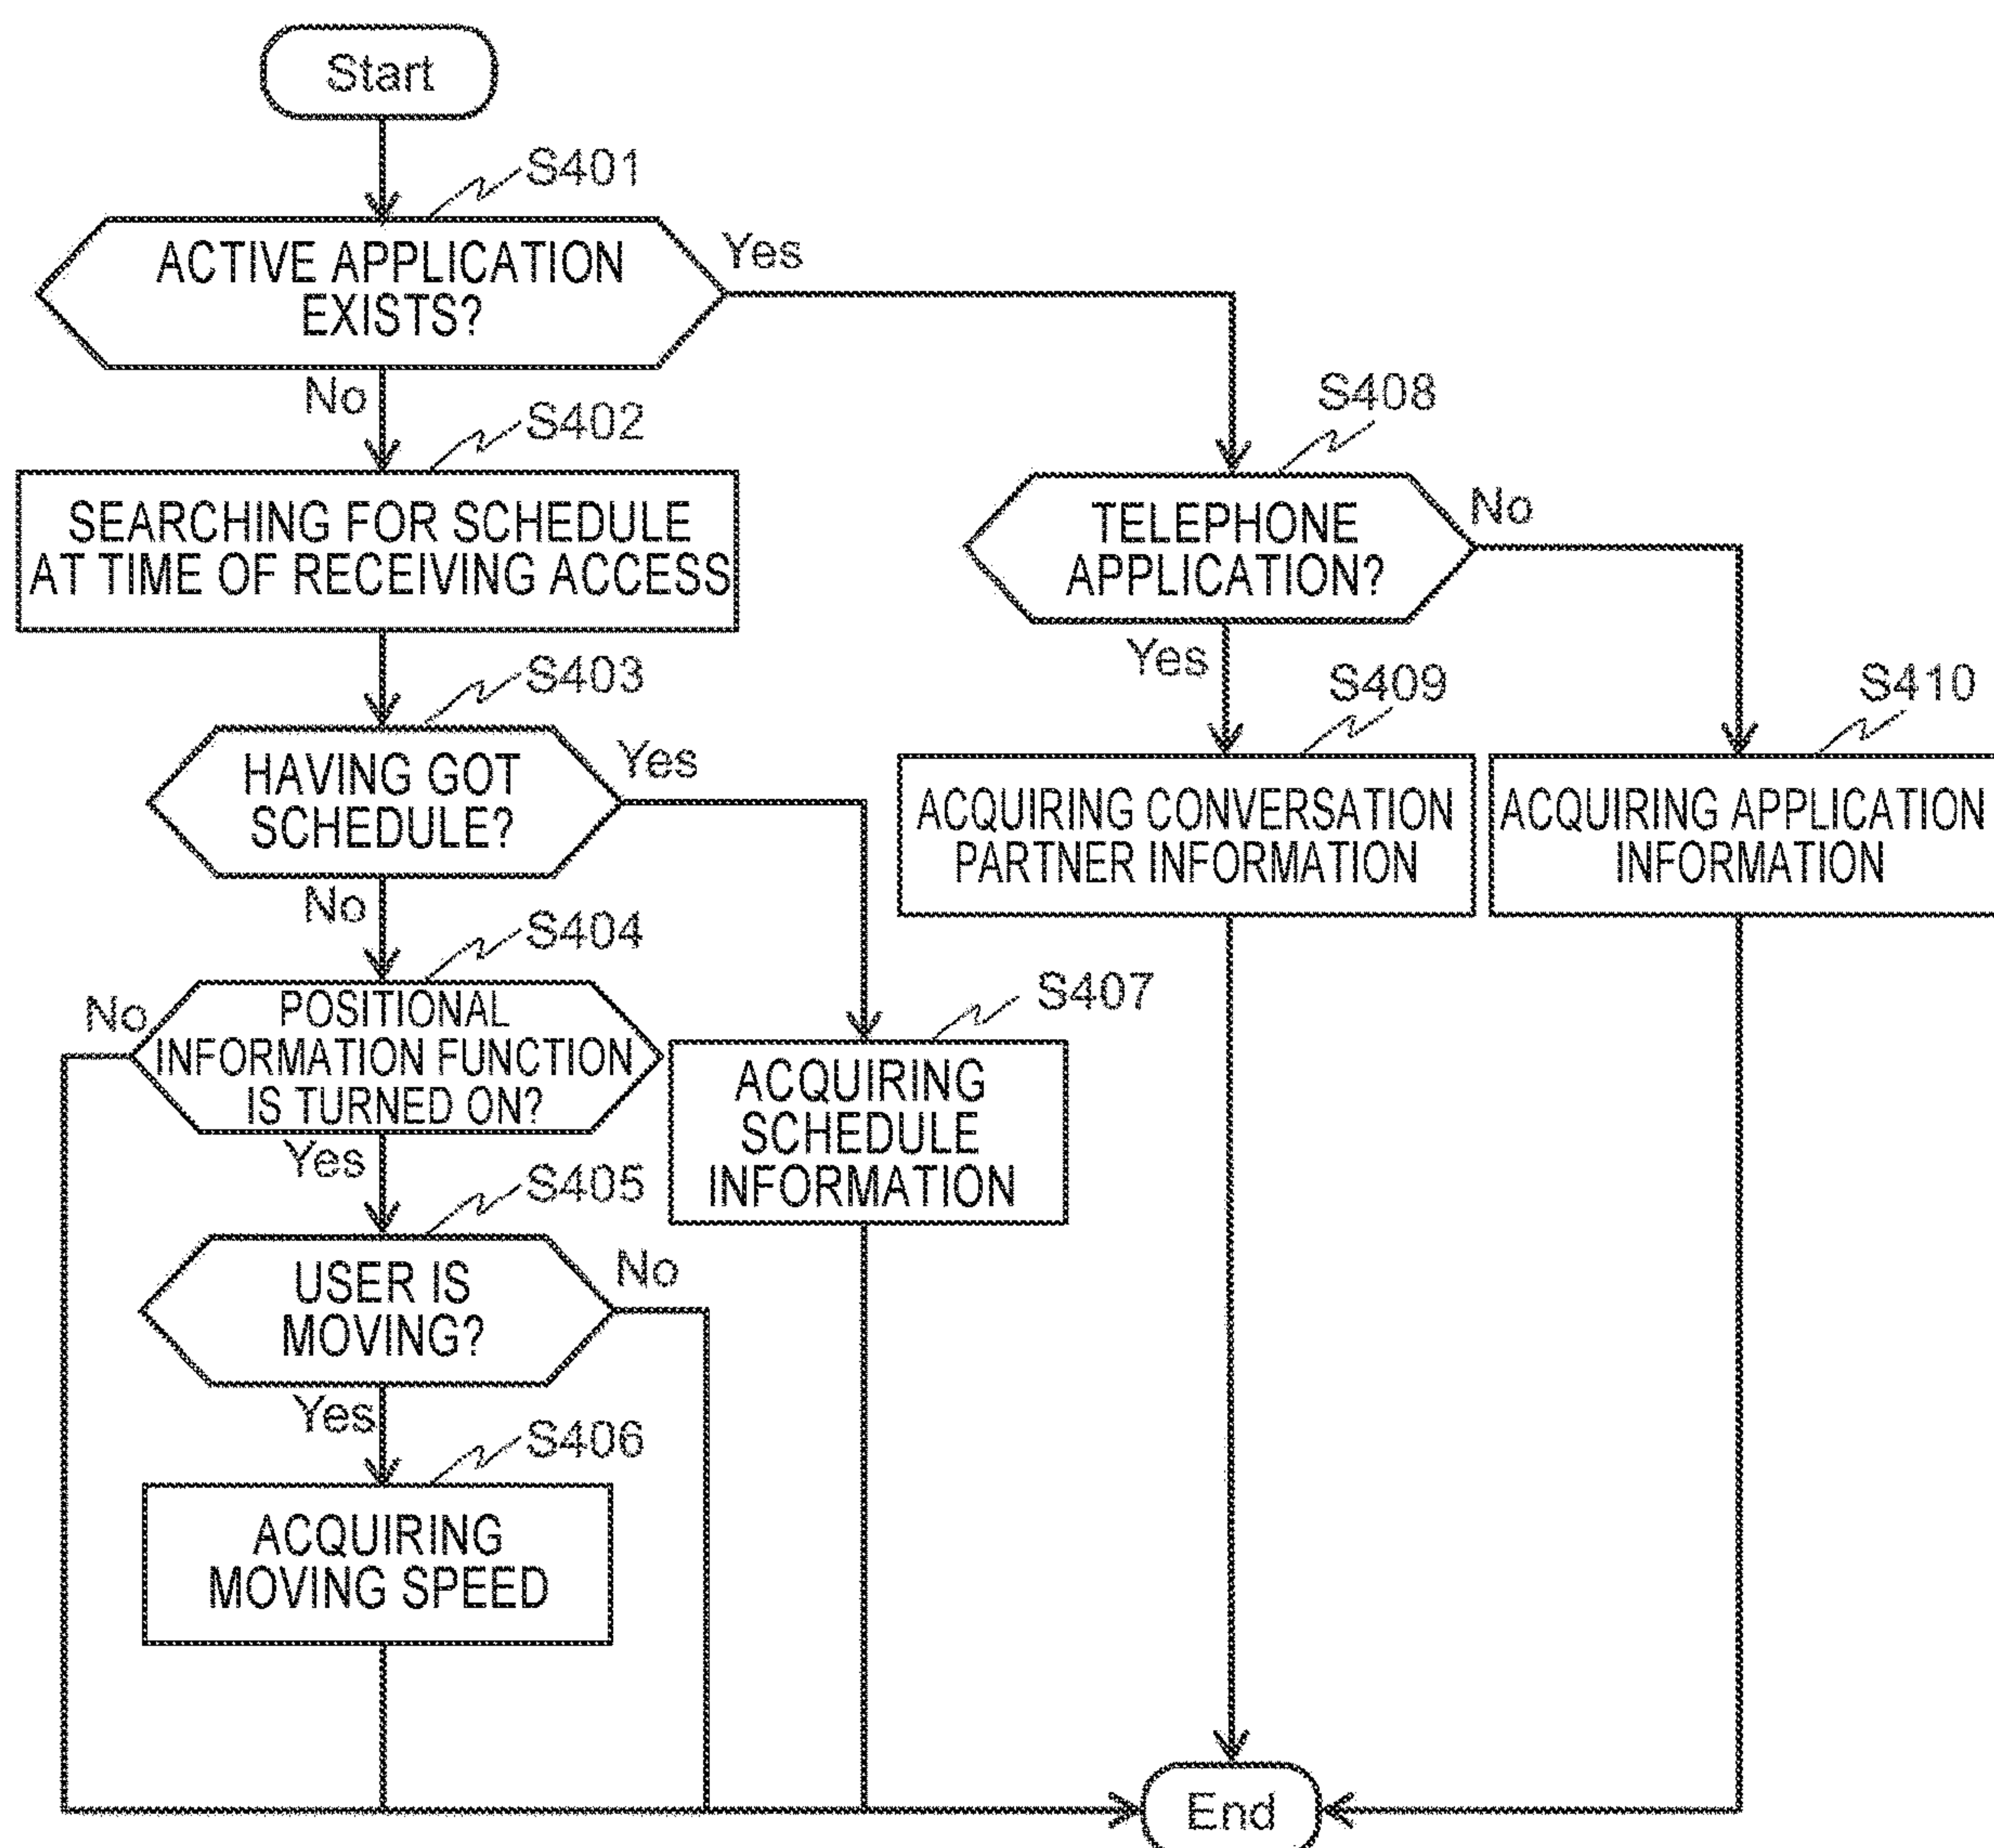 Start
S401
ACTIVE APPLICATION
EXISTS?
Yes
No
S402
SEARCHING FOR SCHEDULE
AT TIME OF RECEIVING ACCESS
S408
TELEPHONE
APPLICATION?
No
Yes
S403
HAVING GOT
SCHEDULE?
Yes
No
S409
ACQUIRING CONVERSATION
PARTNER INFORMATION
S410
ACQUIRING APPLICATION
INFORMATION
S404
POSITIONAL
INFORMATION FUNCTION
IS TURNED ON?
No
Yes
S407
ACQUIRING
SCHEDULE
INFORMATION
S405
USER IS
MOVING?
No
Yes
S406
ACQUIRING
MOVING SPEED
End